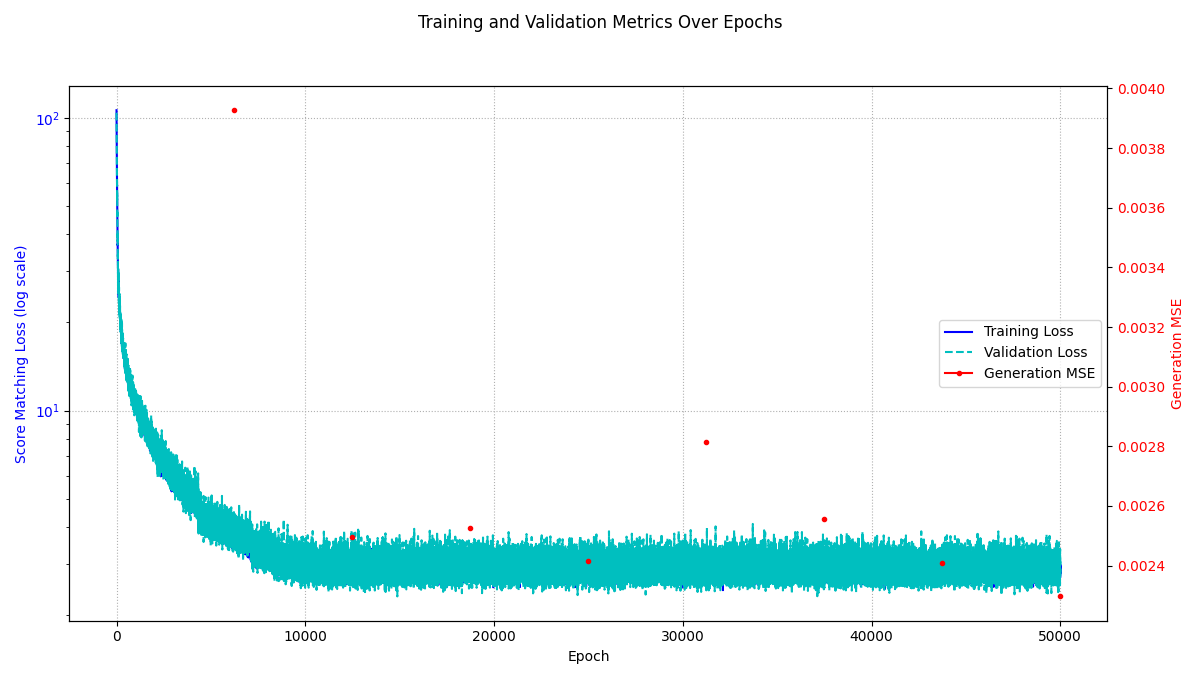 Training and Validation Metrics Over Epochs
10²
10¹
Score Matching Loss (log scale)
0.0040
0.0038
0.0036
0.0034
0.0032
0.0030
0.0028
0.0026
0.0024
Generation MSE
Training Loss
Validation Loss
Generation MSE
0
10000
20000
30000
40000
50000
Epoch